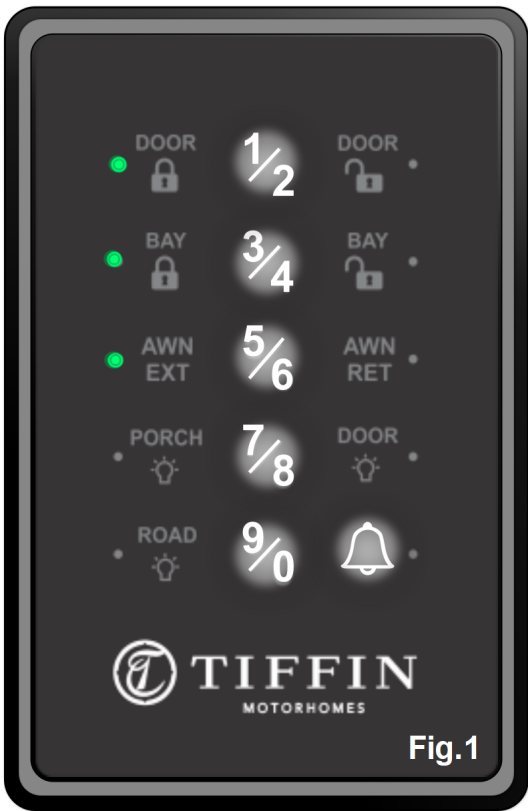 DOOR 1/2 DOOR
BAY 3/4 BAY
AWN 5/6 AWN
EXT RET
PORCH 7/8 DOOR
ROAD 9/0
T TIFFIN
MOTORHOMES
Fig.1